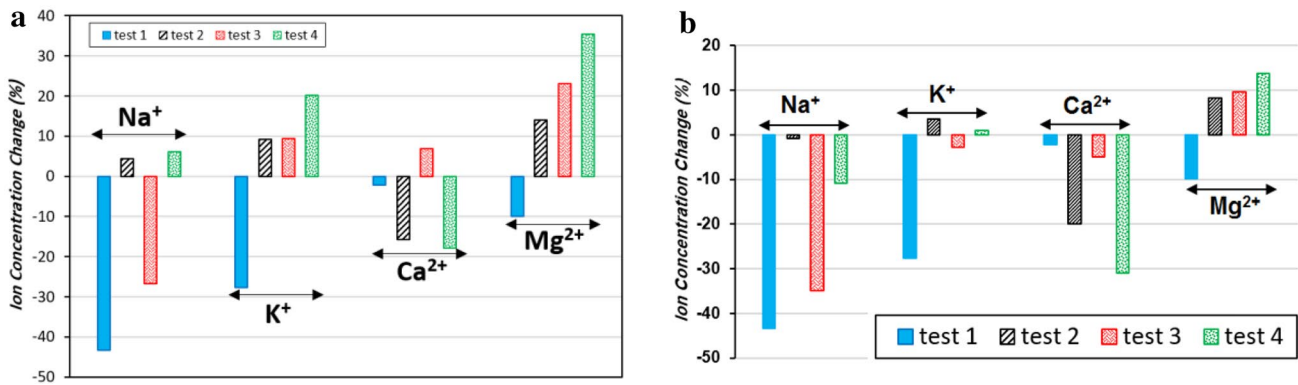 a
40
30
20
10
0
-10
-20
-30
-40
-50
Ion Concentration Change (%)
test 1 test 2 test 3 test 4
Na+
K+
Ca2+
Mg2+
b
20
10
0
-10
-20
-30
-40
-50
Ion Concentration Change (%)
Na+
K+
Ca2+
Mg2+
test 1 test 2 test 3 test 4